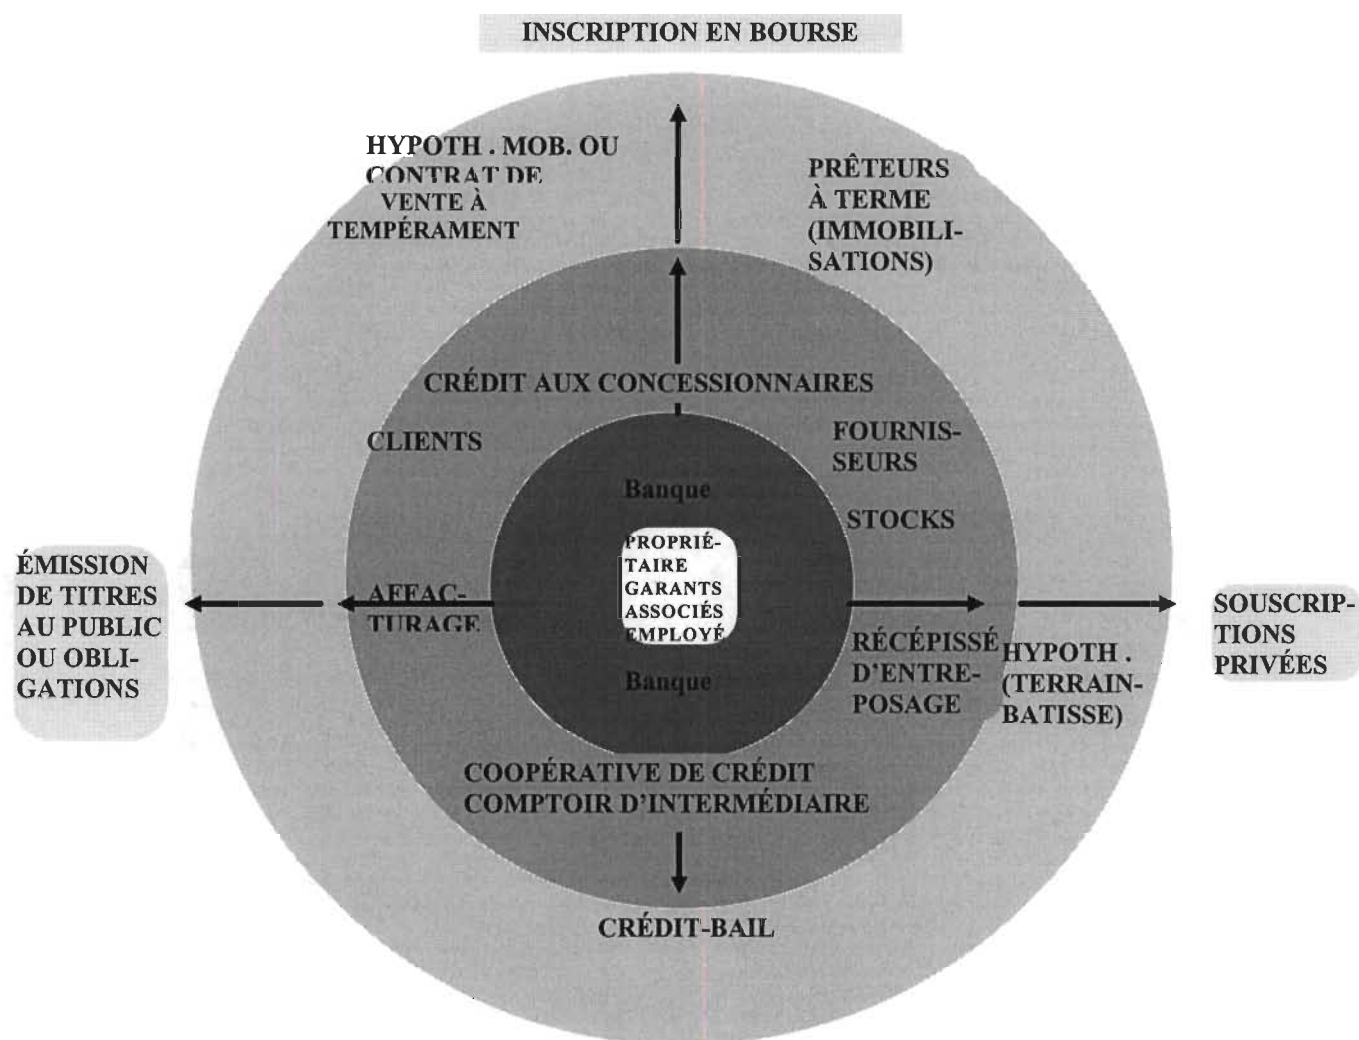 INSCRIPTION EN BOURSE
HYPOTH . MOB. OU
CONTRAT DE
VENTE À
TEMPÉRAMENT
PRÊTEURS
À TERME
(IMMOBILI-
SATIONS)
CRÉDIT AUX CONCESSIONNAIRES
CLIENTS
FOURNIS-
SEURS
Banque
STOCKS
PROPRIÉ-
TAIRE
GARANTS
ASSOCIÉS
EMPLOYÉ
ÉMISSION
DE TITRES
AU PUBLIC
OU OBLI-
GATIONS
AFFAC-
TURAGE
SOUSCRIP-
TIONS
PRIVÉES
RÉCÉPISSÉ
D'ENTRE-
POSAGE
HYPOTH .
(TERRAIN-
BATISSE)
Banque
COOPÉRATIVE DE CRÉDIT
COMPTOIR D'INTERMÉDIAIRE
CRÉDIT-BAIL